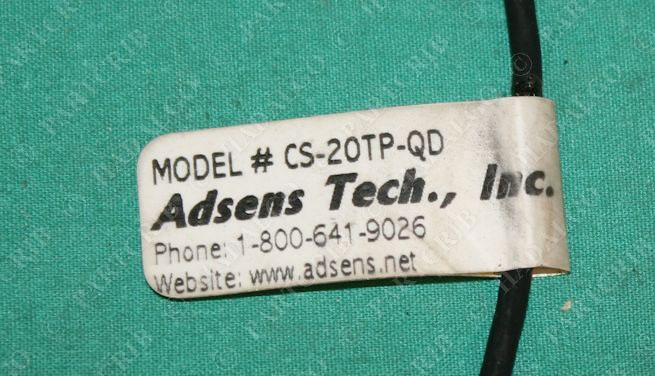 MODEL # CS-20TP-QD
Adsens Tech., Inc.
Phone: 1-800-641-9026
Website: www.adsens.net